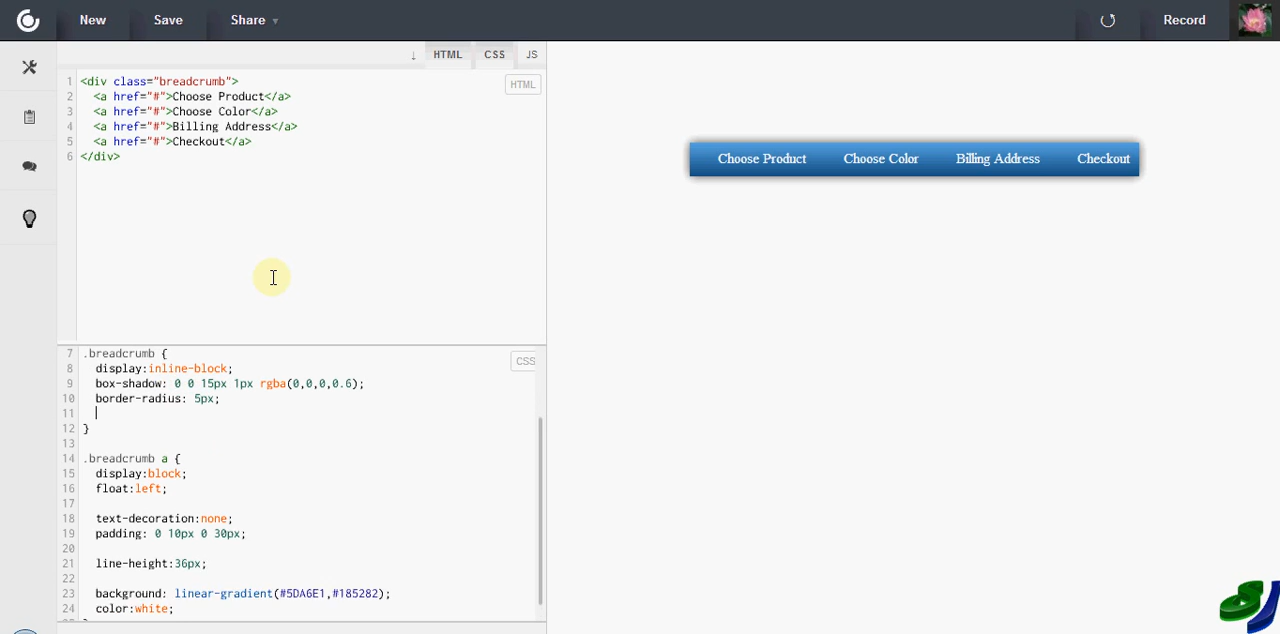 New
Save
Share
Record
HTML CSS JS
HTML
1 <div class="breadcrumb">
2 <a href="#">Choose Product</a>
3 <a href="#">Choose Color</a>
4 <a href="#">Billing Address</a>
5 <a href="#">Checkout</a>
6 </div>
Choose Product Choose Color Billing Address Checkout
CSS
7 .breadcrumb {
8 display:inline-block;
9 box-shadow: 0 0 15px 1px rgba(0,0,0,0.6);
10 border-radius: 5px;
11
12 }
13
14 .breadcrumb a {
15 display:block;
16 float:left;
17
18 text-decoration:none;
19 padding: 0 10px 0 30px;
20
21 line-height:36px;
22
23 background: linear-gradient(#5DA6E1,#185282);
24 color:white;